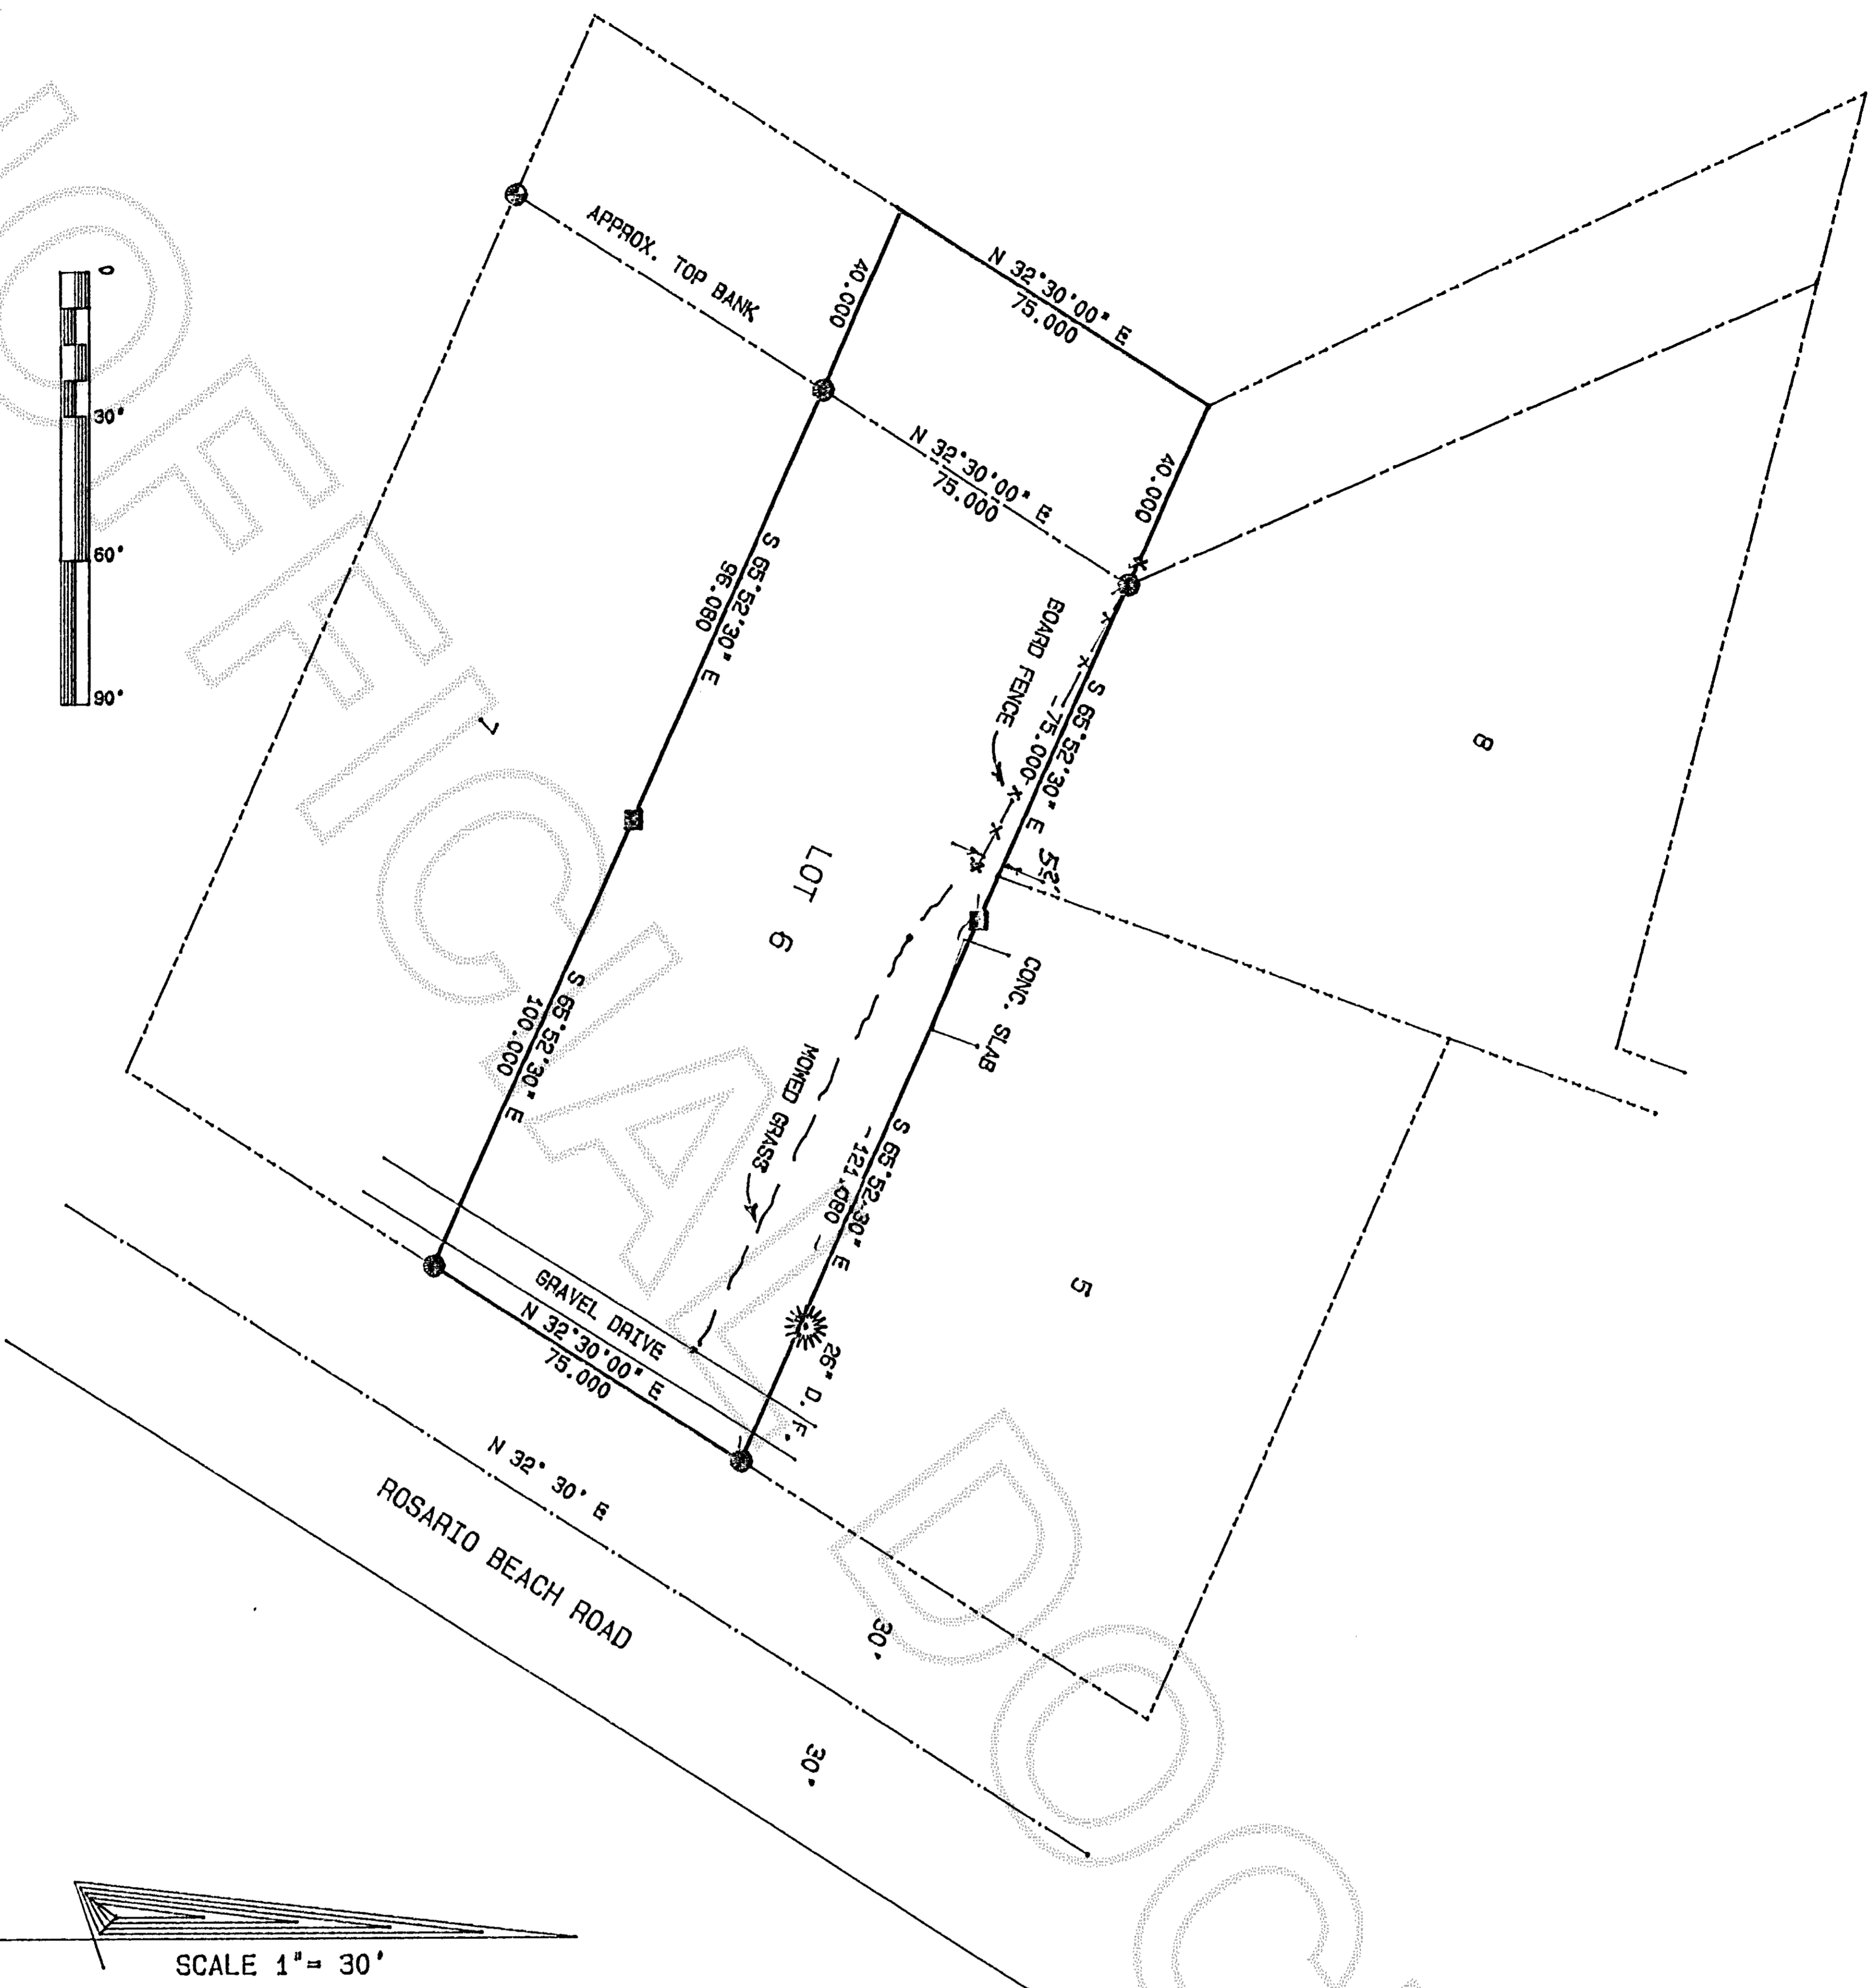 APPROX. TOP BANK
40.000
N 32°30'00" E
75.000
N 32°30'00" E
75.000
40.000
0
30'
60'
90'
S 65°52'30" E
96.080
BOARD FENCE
S 65°52'30" E
-75.000-
8
7
LOT 6
CONC. SLAB
S 65°52'30" E
100.000
MOWED GRASS
S 65°52'30" E
- 121.080 -
5
GRAVEL DRIVE
N 32°30'00" E
75.000
26" D. F.
N 32° 30' E
ROSARIO BEACH ROAD
30'
30'
SCALE 1"= 30'
UNOFFICIAL DOC